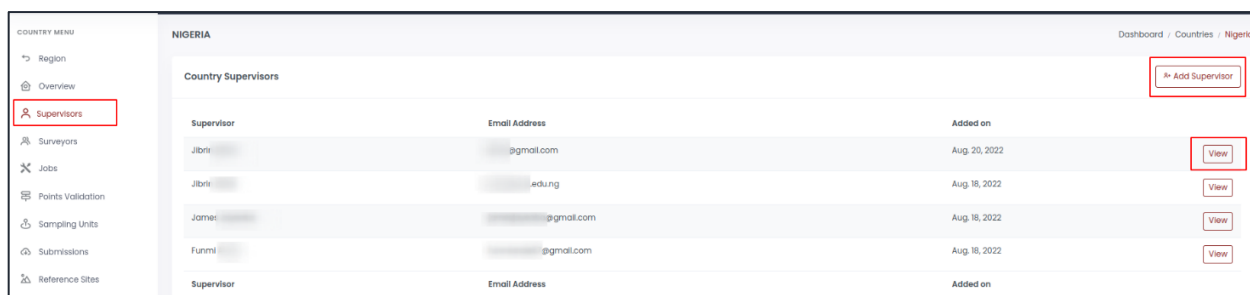 COUNTRY MENU
Region
Overview
Supervisors
Surveyors
Jobs
Points Validation
Sampling Units
Submissions
Reference Sites
NIGERIA
Dashboard / Countries / Nigeria
Country Supervisors
Add Supervisor
Supervisor Email Address Added on
@gmail.com Aug. 20, 2022 View
.edu.ng Aug. 18, 2022 View
James @gmail.com Aug. 18, 2022 View
Funmi @gmail.com Aug. 18, 2022 View
Supervisor Email Address Added on